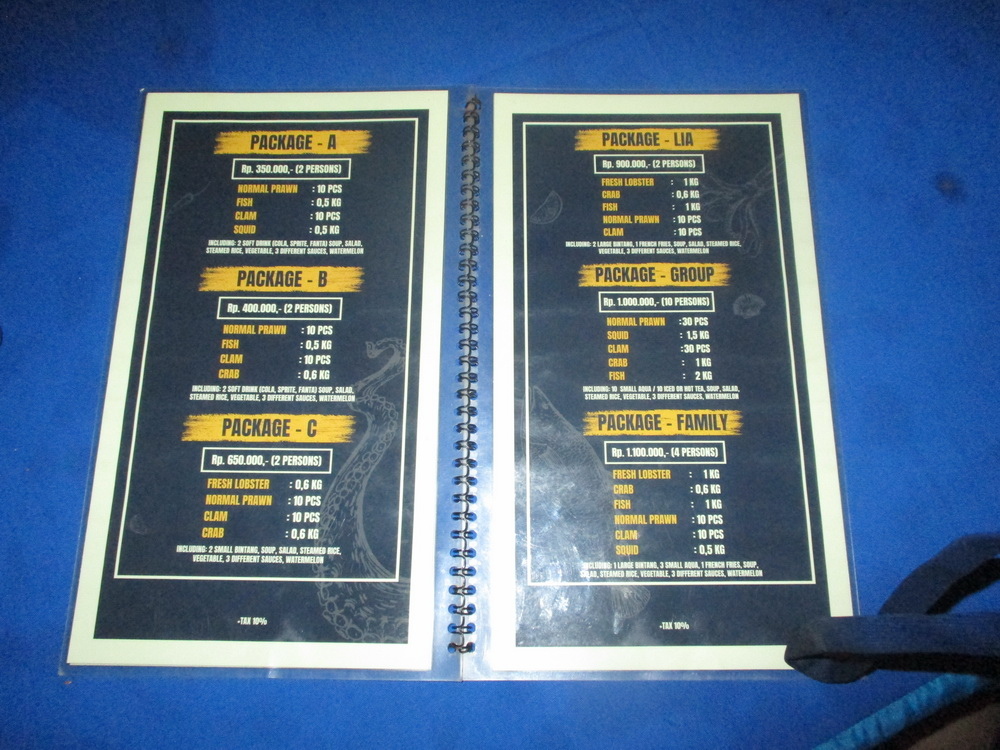 PACKAGE - A
Rp. 350.000,- (2 PERSONS)
NORMAL PRAWN : 10 PCS
FISH : 0,5 KG
CLAM : 10 PCS
SQUID : 0,5 KG
INCLUDING: 2 SOFT DRINK (COLA, SPRITE, FANTA) SOUP, SALAD,
STEAMED RICE, VEGETABLE, 3 DIFFERENT SAUCES, WATERMELON
PACKAGE - B
Rp. 400.000,- (2 PERSONS)
NORMAL PRAWN : 10 PCS
FISH : 0,5 KG
CLAM : 10 PCS
CRAB : 0,6 KG
INCLUDING: 2 SOFT DRINK (COLA, SPRITE, FANTA) SOUP, SALAD,
STEAMED RICE, VEGETABLE, 3 DIFFERENT SAUCES, WATERMELON
PACKAGE - C
Rp. 650.000,- (2 PERSONS)
FRESH LOBSTER : 0,6 KG
NORMAL PRAWN : 10 PCS
CLAM : 10 PCS
CRAB : 0,6 KG
INCLUDING: 2 SMALL BINTANG, SOUP, SALAD, STEAMED RICE,
VEGETABLE, 3 DIFFERENT SAUCES, WATERMELON
+TAX 10%
PACKAGE - LIA
Rp. 900.000,- (2 PERSONS)
FRESH LOBSTER : 1 KG
CRAB : 0,6 KG
FISH : 1 KG
NORMAL PRAWN : 10 PCS
CLAM : 10 PCS
INCLUDING: 2 LARGE BINTANG, 1 FRENCH FRIES, SOUP, SALAD, STEAMED RICE,
VEGETABLE, 3 DIFFERENT SAUCES, WATERMELON
PACKAGE - GROUP
Rp. 1.000.000,- (10 PERSONS)
NORMAL PRAWN :30 PCS
SQUID : 1,5 KG
CLAM :30 PCS
CRAB : 1 KG
FISH : 2 KG
INCLUDING: 10 SMALL AQUA / 10 ICED OR HOT TEA, SOUP, SALAD,
STEAMED RICE, VEGETABLE, 3 DIFFERENT SAUCES, WATERMELON
PACKAGE - FAMILY
Rp. 1.100.000,- (4 PERSONS)
FRESH LOBSTER : 1 KG
CRAB : 0,6 KG
FISH : 1 KG
NORMAL PRAWN : 10 PCS
CLAM : 10 PCS
SQUID : 0,5 KG
INCLUDING: 1 LARGE BINTANG, 3 SMALL AQUA, 1 FRENCH FRIES, SOUP,
SALAD, STEAMED RICE, VEGETABLE, 3 DIFFERENT SAUCES, WATERMELON
+TAX 10%